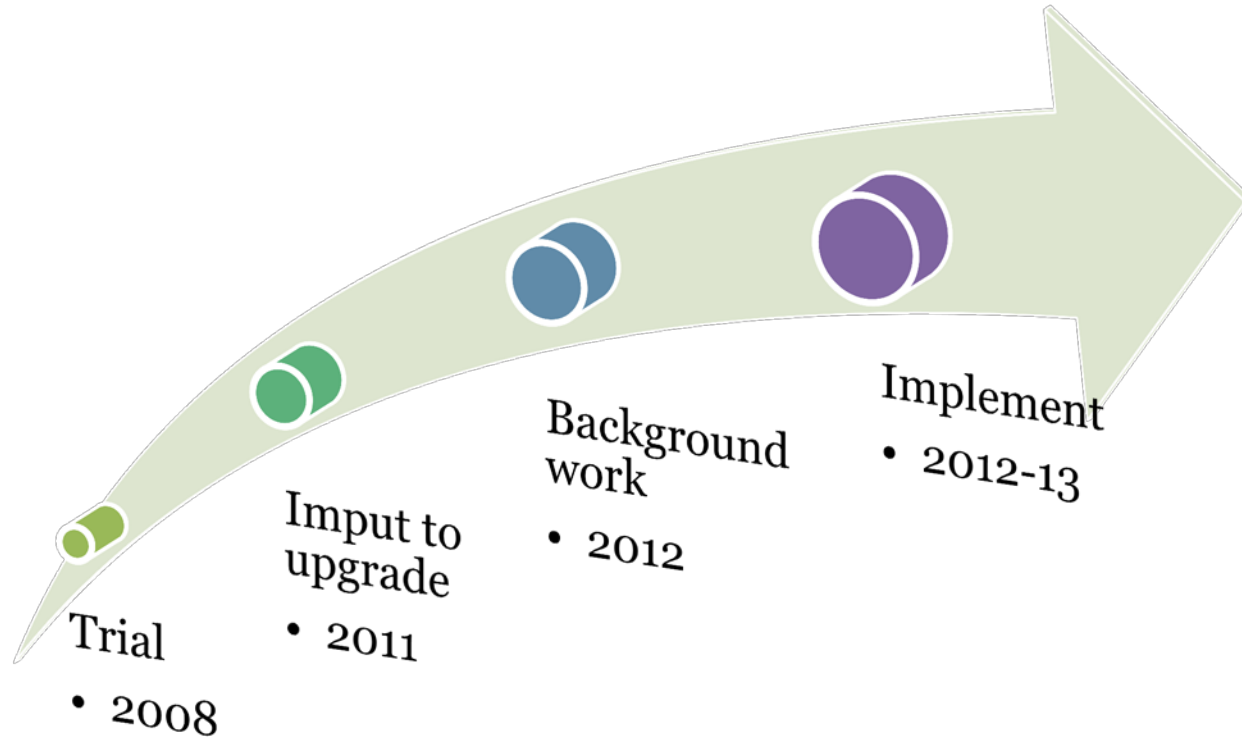 Trial
• 2008
Imput to
upgrade
• 2011
Background
work
• 2012
Implement
• 2012-13